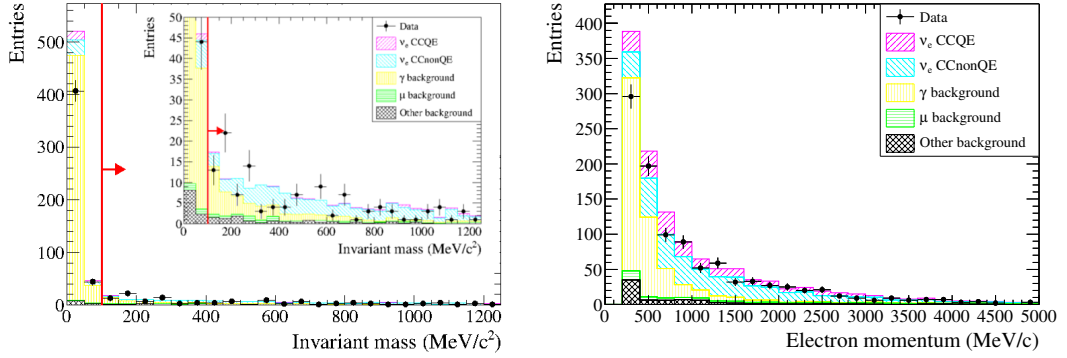 Entries
500
400
300
200
100
0
0 200 400 600 800 1000 1200
Invariant mass (MeV/c²)
Entries
50
45
40
35
30
25
20
15
10
5
0
0 200 400 600 800 1000 1200
Invariant mass (MeV/c²)
Data
νe CCQE
νe CCnonQE
γ background
μ background
Other background
Entries
400
350
300
250
200
150
100
50
0
0 500 1000 1500 2000 2500 3000 3500 4000 4500 5000
Electron momentum (MeV/c)
Data
νe CCQE
νe CCnonQE
γ background
μ background
Other background